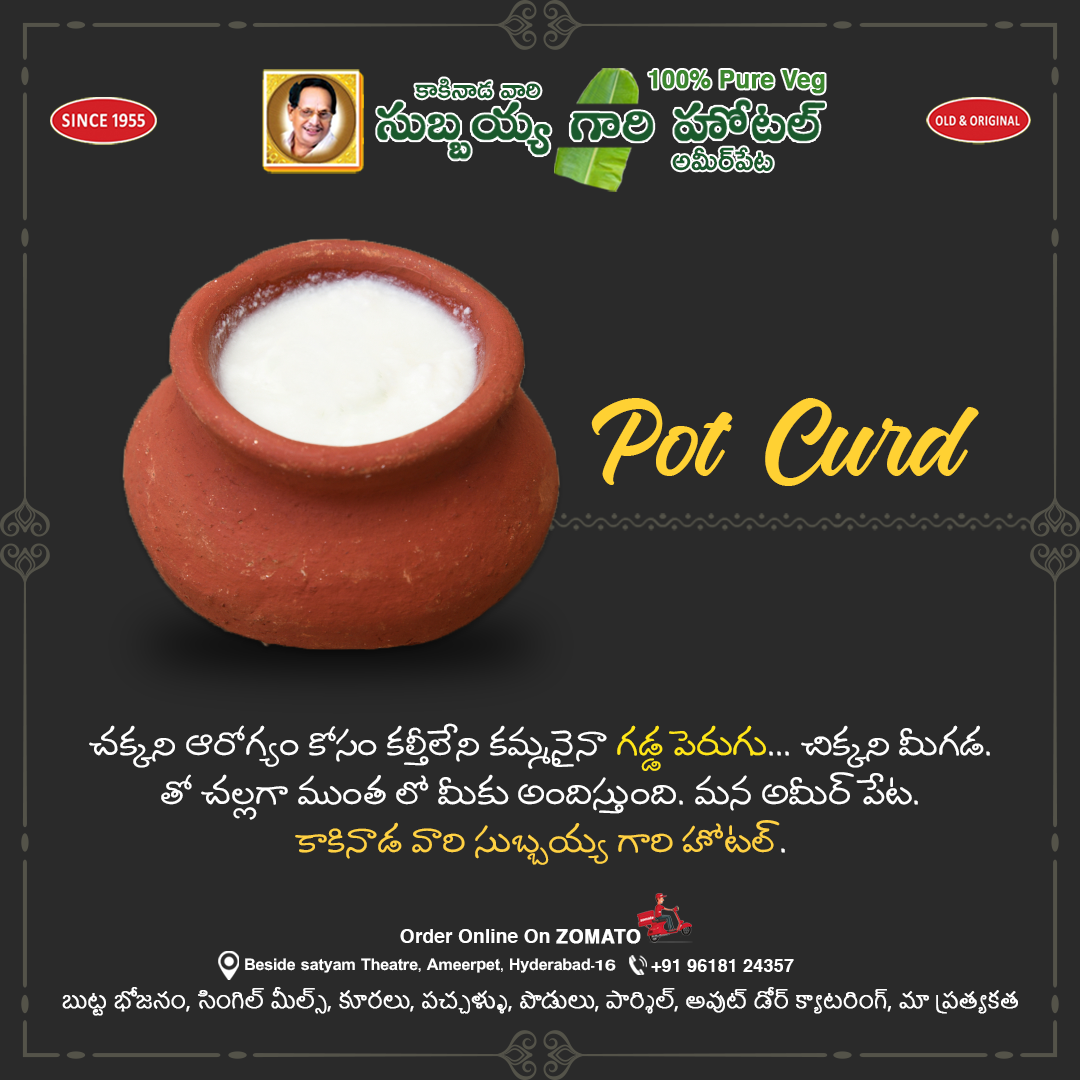 కాకినాడ వారి
100% Pure Veg
SINCE 1955
సుబ్బయ్య గారి హోటల్
OLD & ORIGINAL
అమీర్‌పేట
Pot Curd
చక్కని ఆరోగ్యం కోసం కల్తీలేని కమ్మనైనా గడ్డ పెరుగు... చిక్కని మీగడ.
తో చల్లగా ముంత లో మీకు అందిస్తుంది. మన అమీర్ పేట.
కాకినాడ వారి సుబ్బయ్య గారి హోటల్.
Order Online On ZOMATO
Beside satyam Theatre, Ameerpet, Hyderabad-16 +91 96181 24357
బుట్ట భోజనం, సింగిల్ మీల్స్, కూరలు, పచ్చళ్ళు, పొడులు, పార్శిల్, అవుట్ డోర్ క్యాటరింగ్, మా ప్రత్యకత